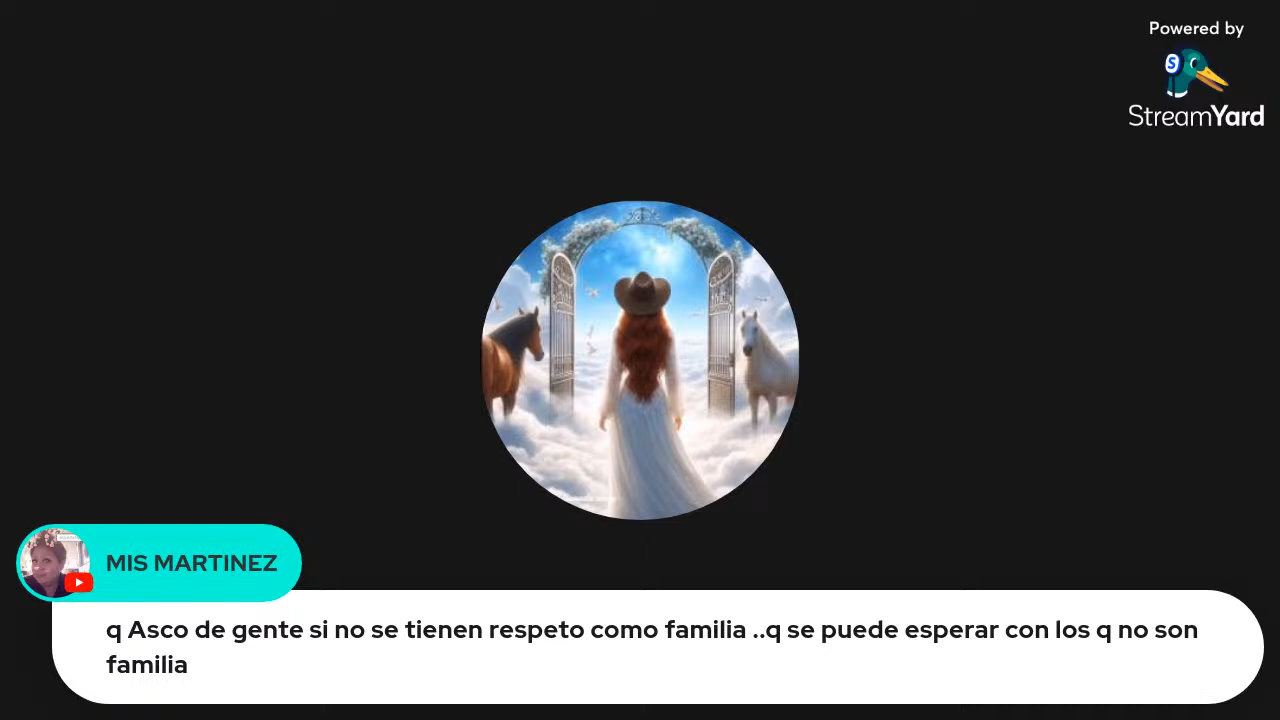 Powered by
StreamYard
MIS MARTINEZ
q Asco de gente si no se tienen respeto como familia ..q se puede esperar con los q no son
familia